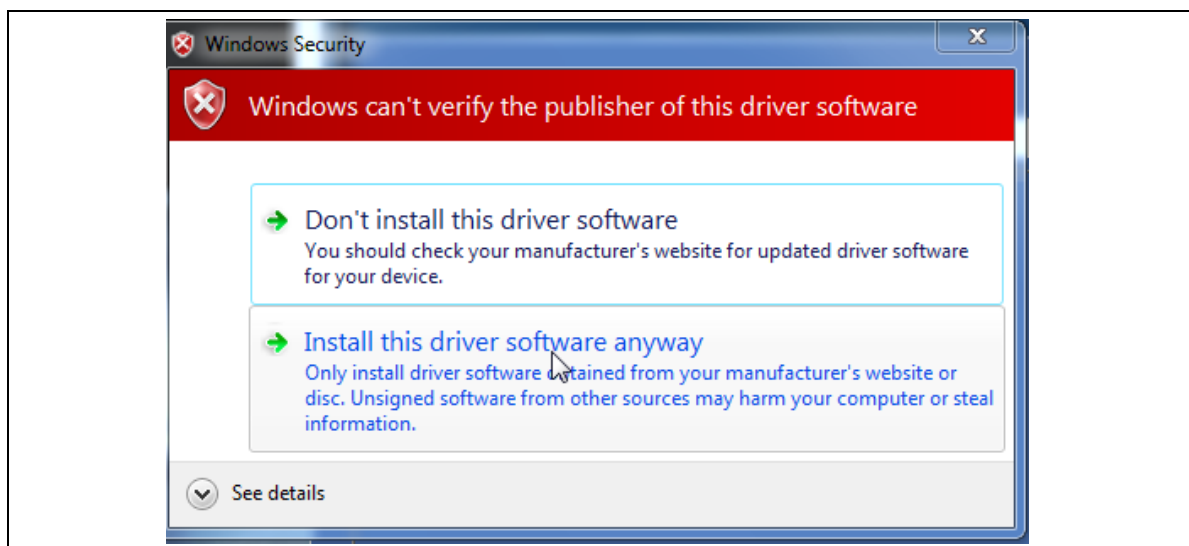 Windows Security
Windows can't verify the publisher of this driver software
Don't install this driver software
You should check your manufacturer's website for updated driver software
for your device.
Install this driver software anyway
Only install driver software obtained from your manufacturer's website or
disc. Unsigned software from other sources may harm your computer or steal
information.
See details